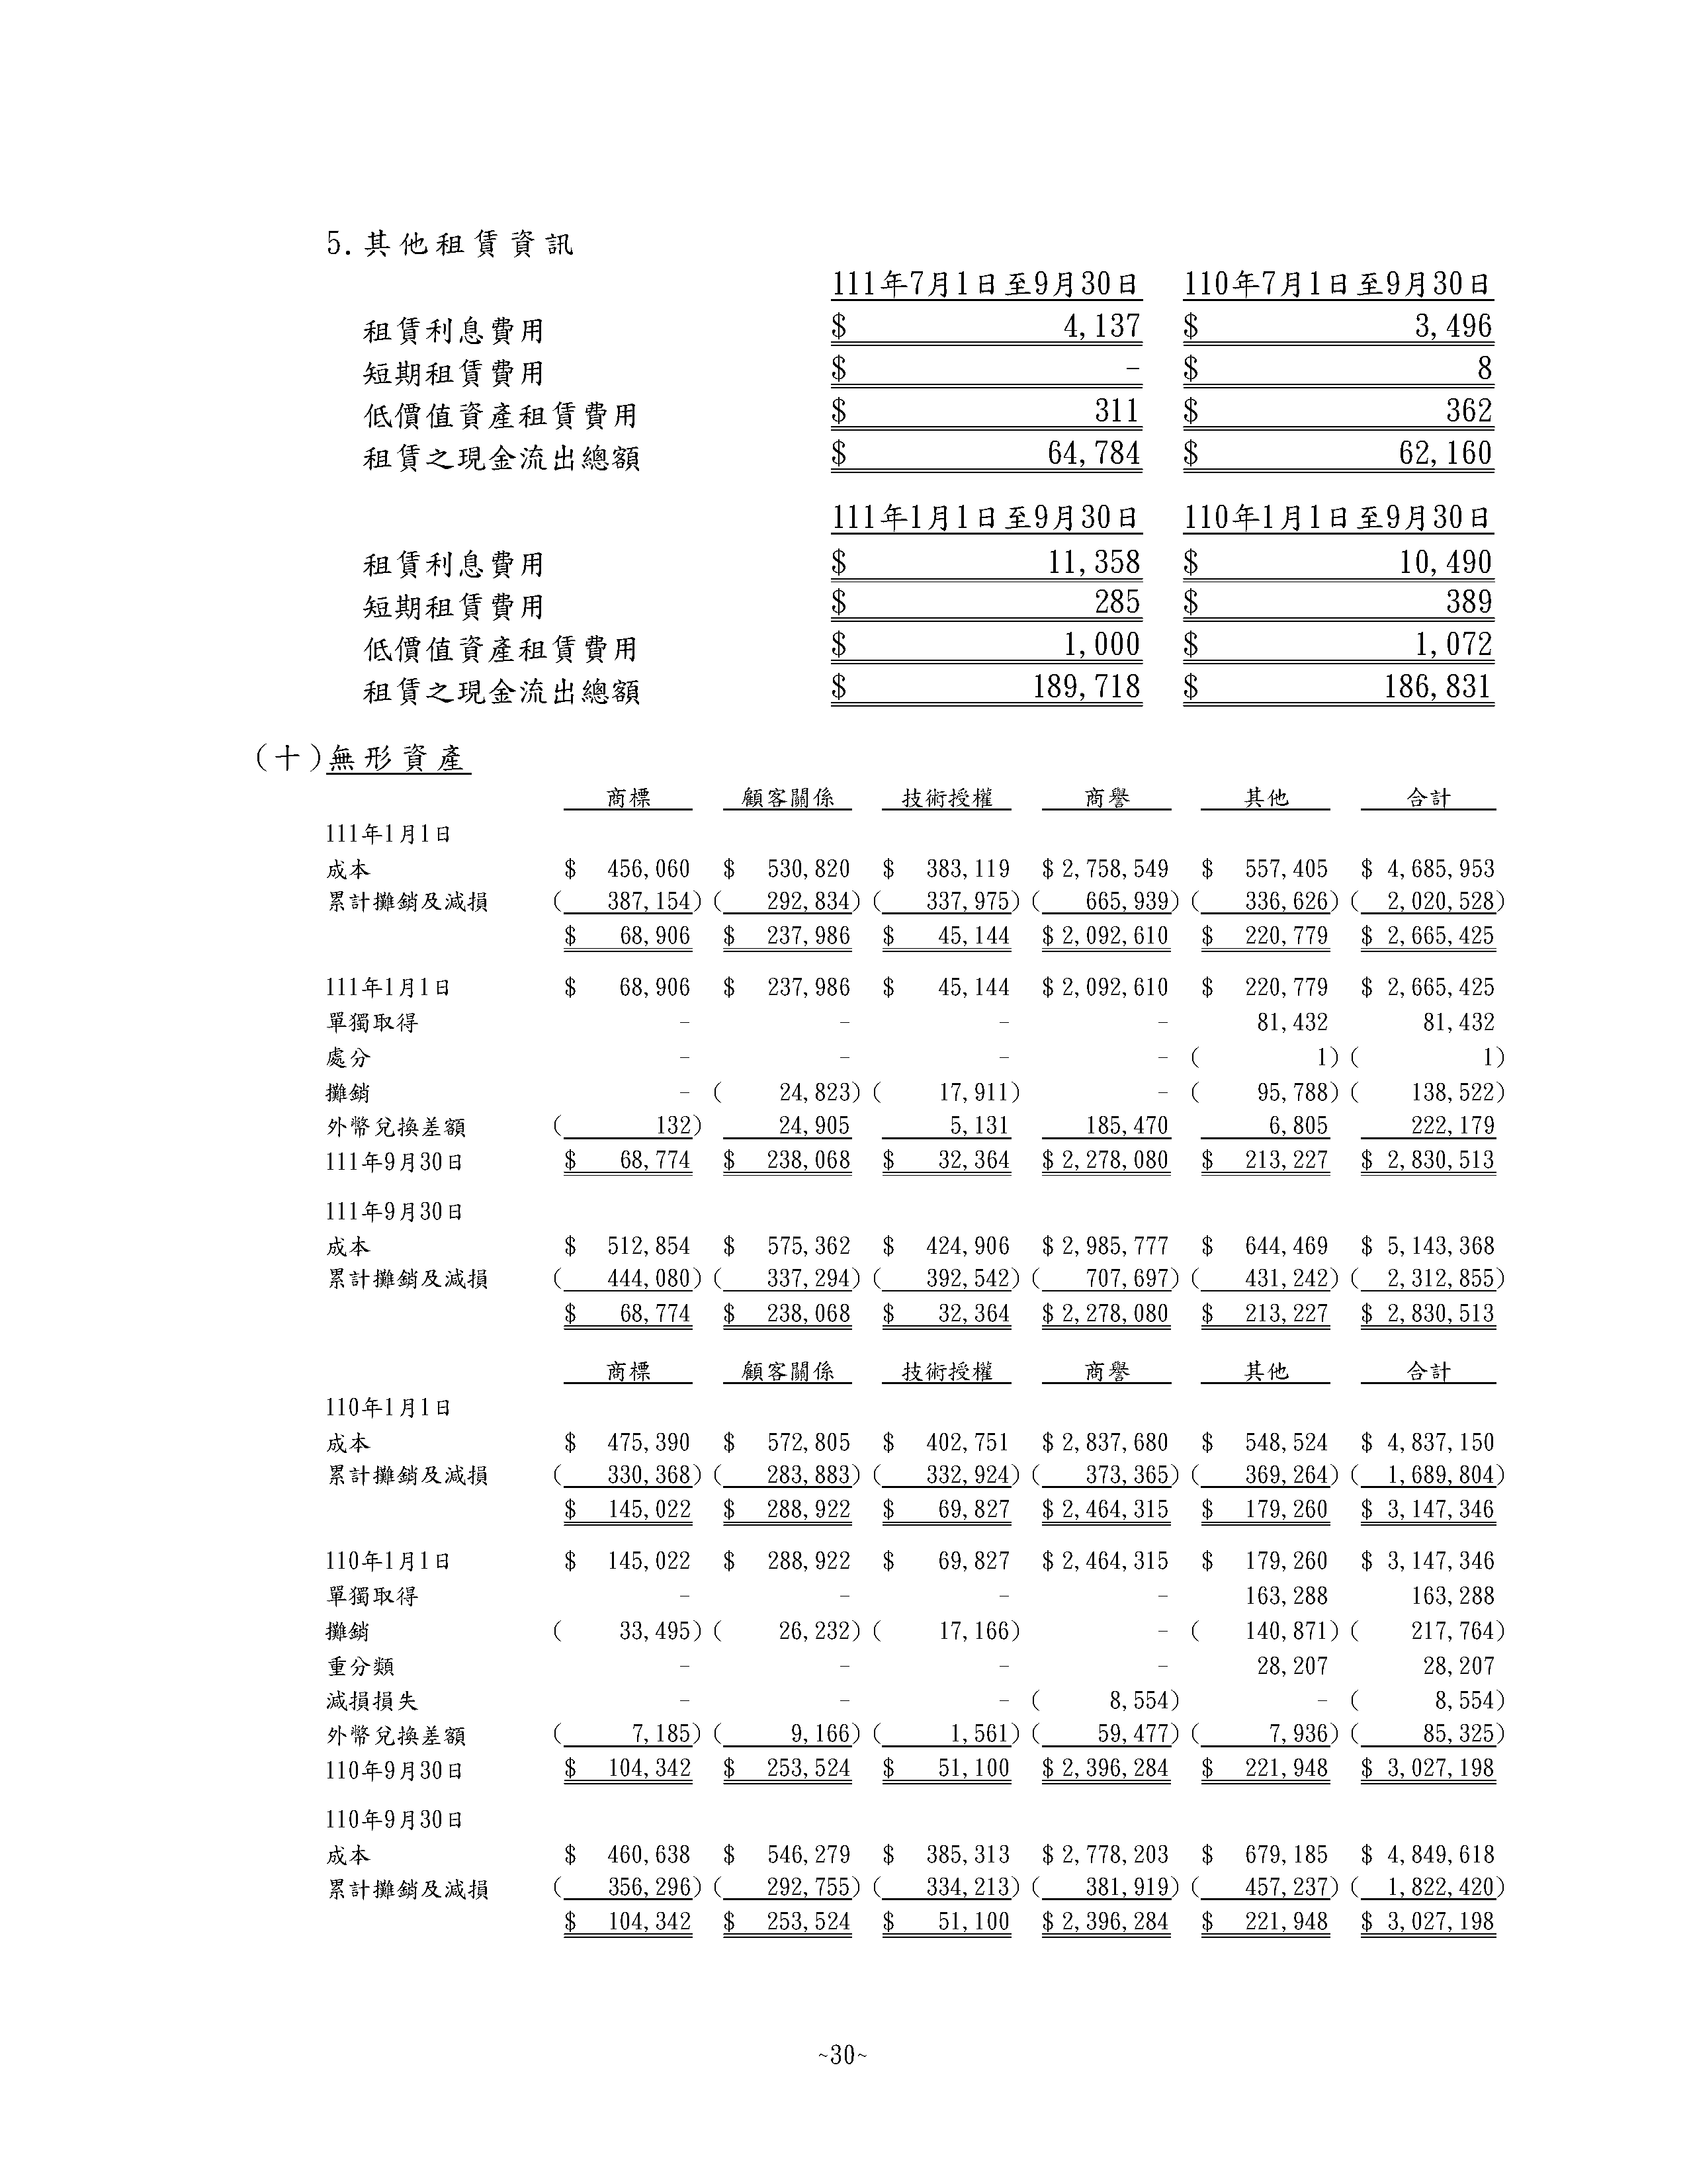 5.其他租賃資訊
111年7月1日至9月30日 110年7月1日至9月30日
租賃利息費用 $ 4,137 $ 3,496
短期租賃費用 $ - $ 8
低價值資產租賃費用 $ 311 $ 362
租賃之現金流出總額 $ 64,784 $ 62,160
111年1月1日至9月30日 110年1月1日至9月30日
租賃利息費用 $ 11,358 $ 10,490
短期租賃費用 $ 285 $ 389
低價值資產租賃費用 $ 1,000 $ 1,072
租賃之現金流出總額 $ 189,718 $ 186,831
(十)無形資產
商標 顧客關係 技術授權 商譽 其他 合計
111年1月1日
成本 $ 456,060 $ 530,820 $ 383,119 $ 2,758,549 $ 557,405 $ 4,685,953
累計攤銷及減損 ( 387,154) ( 292,834) ( 337,975) ( 665,939) ( 336,626) ( 2,020,528)
$ 68,906 $ 237,986 $ 45,144 $ 2,092,610 $ 220,779 $ 2,665,425
111年1月1日 $ 68,906 $ 237,986 $ 45,144 $ 2,092,610 $ 220,779 $ 2,665,425
單獨取得 - - - - 81,432 81,432
處分 - - - - ( 1) ( 1)
攤銷 - ( 24,823) ( 17,911) - ( 95,788) ( 138,522)
外幣兌換差額 ( 132) 24,905 5,131 185,470 6,805 222,179
111年9月30日 $ 68,774 $ 238,068 $ 32,364 $ 2,278,080 $ 213,227 $ 2,830,513
111年9月30日
成本 $ 512,854 $ 575,362 $ 424,906 $ 2,985,777 $ 644,469 $ 5,143,368
累計攤銷及減損 ( 444,080) ( 337,294) ( 392,542) ( 707,697) ( 431,242) ( 2,312,855)
$ 68,774 $ 238,068 $ 32,364 $ 2,278,080 $ 213,227 $ 2,830,513
商標 顧客關係 技術授權 商譽 其他 合計
110年1月1日
成本 $ 475,390 $ 572,805 $ 402,751 $ 2,837,680 $ 548,524 $ 4,837,150
累計攤銷及減損 ( 330,368) ( 283,883) ( 332,924) ( 373,365) ( 369,264) ( 1,689,804)
$ 145,022 $ 288,922 $ 69,827 $ 2,464,315 $ 179,260 $ 3,147,346
110年1月1日 $ 145,022 $ 288,922 $ 69,827 $ 2,464,315 $ 179,260 $ 3,147,346
單獨取得 - - - - 163,288 163,288
攤銷 ( 33,495) ( 26,232) ( 17,166) - ( 140,871) ( 217,764)
重分類 - - - - 28,207 28,207
減損損失 - - - ( 8,554) - ( 8,554)
外幣兌換差額 ( 7,185) ( 9,166) ( 1,561) ( 59,477) ( 7,936) ( 85,325)
110年9月30日 $ 104,342 $ 253,524 $ 51,100 $ 2,396,284 $ 221,948 $ 3,027,198
110年9月30日
成本 $ 460,638 $ 546,279 $ 385,313 $ 2,778,203 $ 679,185 $ 4,849,618
累計攤銷及減損 ( 356,296) ( 292,755) ( 334,213) ( 381,919) ( 457,237) ( 1,822,420)
$ 104,342 $ 253,524 $ 51,100 $ 2,396,284 $ 221,948 $ 3,027,198
~30~